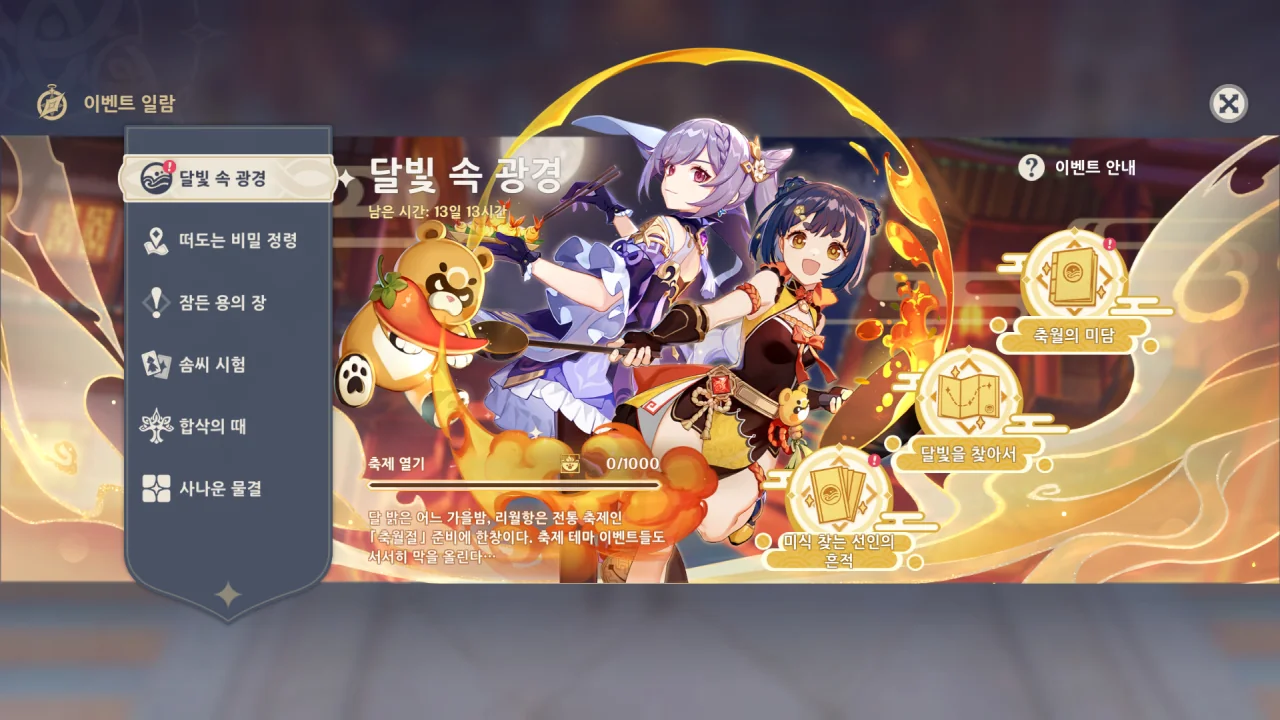 이벤트 일람
달빛 속 광경
떠도는 비밀 정령
잠든 용의 장
솜씨 시험
합삭의 때
사나운 물결
달빛 속 광경
남은 시간: 13일 13시간
이벤트 안내
축월의 미담
달빛을 찾아서
미식 찾는 선인의
흔적
축제 열기
0/1000
달 밝은 어느 가을밤, 리월항은 전통 축제인
「축월절」 준비에 한창이다. 축제 테마 이벤트들도
서서히 막을 올린다…